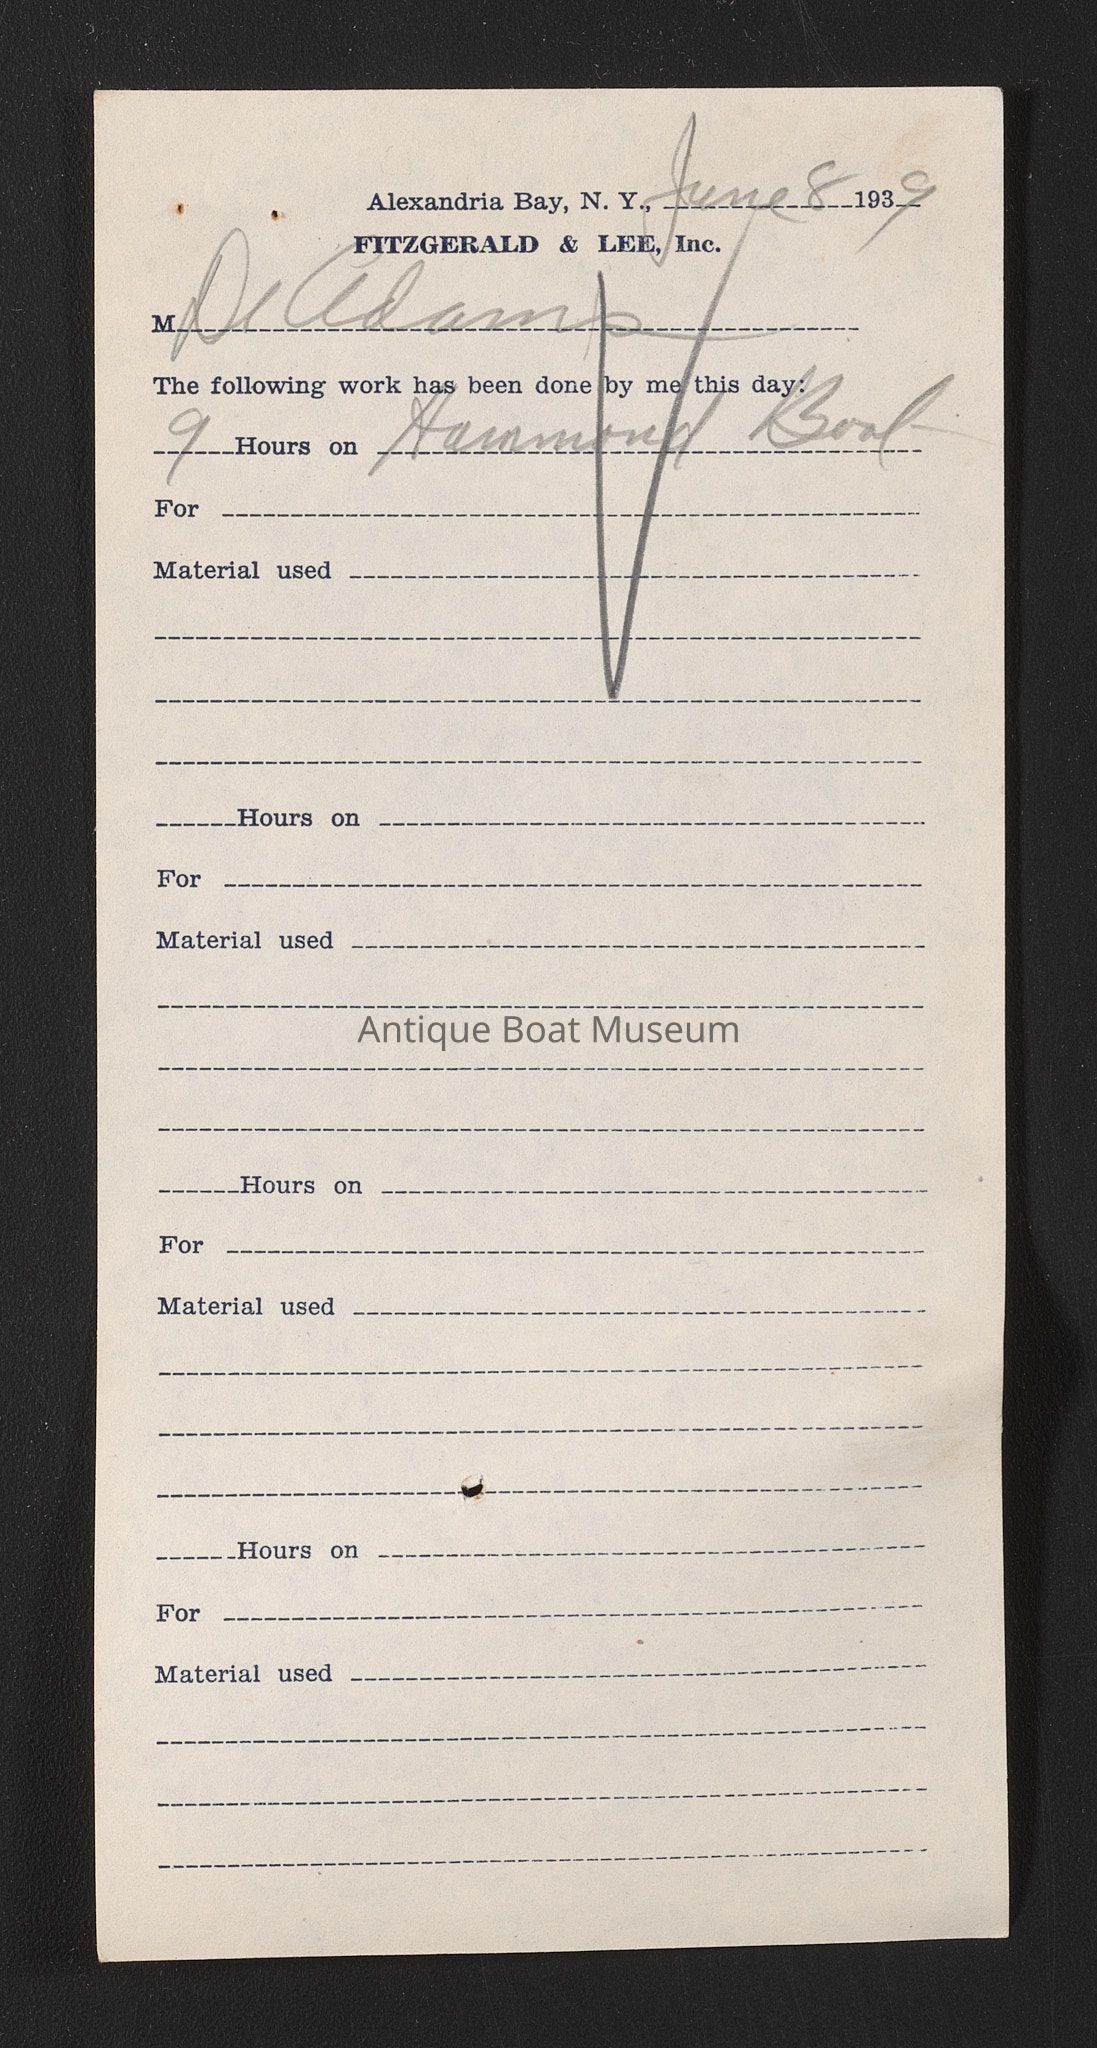 Alexandria Bay, N. Y., June 8 1939
FITZGERALD & LEE, Inc.
M Adams
The following work has been done by me this day:
9 Hours on Hammond Boat
For
Material used
Hours on
For
Material used
Antique Boat Museum
Hours on
For
Material used
Hours on
For
Material used